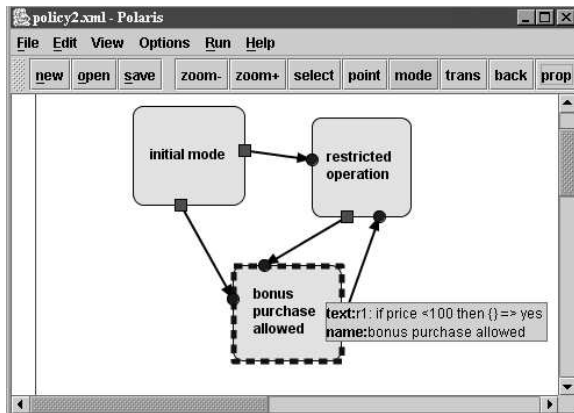 policy2.xml - Polaris
File Edit View Options Run Help
new open save zoom- zoom+ select point mode trans back prop
initial mode
restricted
operation
bonus
purchase
allowed
text:r1: if price <100 then {} => yes
name:bonus purchase allowed